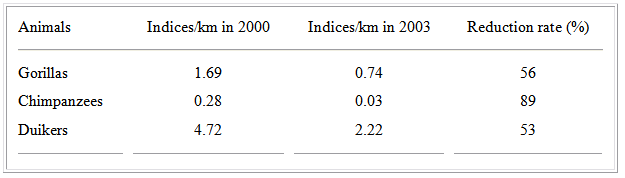 Animals Indices/km in 2000 Indices/km in 2003 Reduction rate (%)
Gorillas 1.69 0.74 56
Chimpanzees 0.28 0.03 89
Duikers 4.72 2.22 53